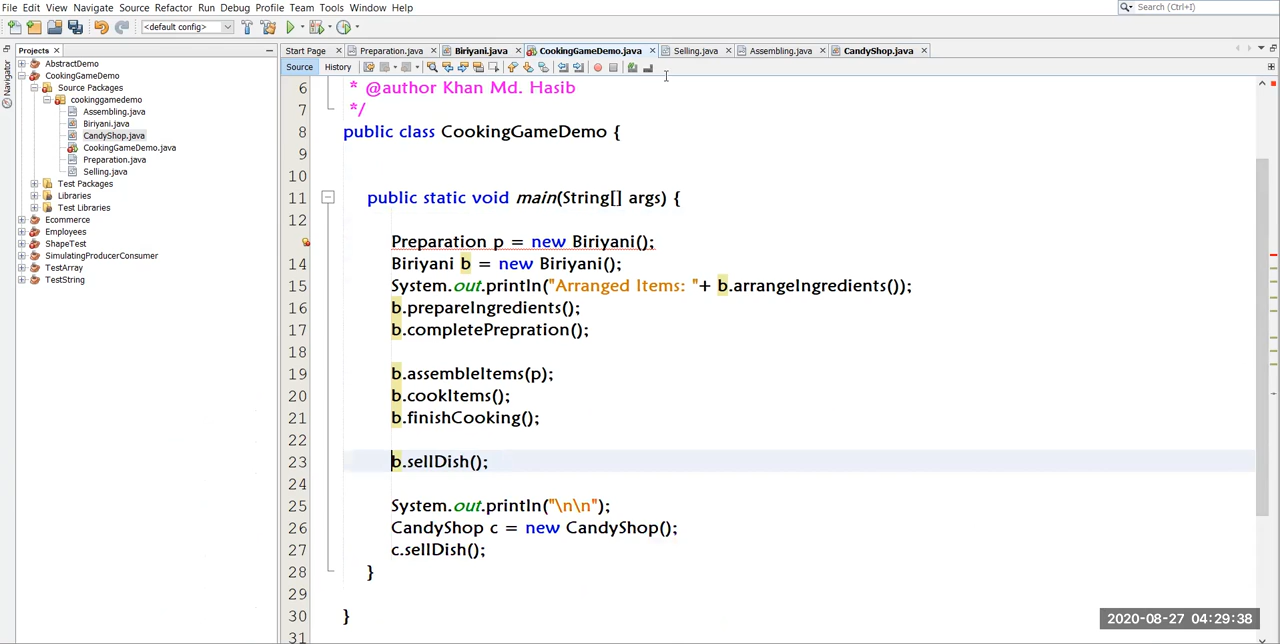 File Edit View Navigate Source Refactor Run Debug Profile Team Tools Window Help
Search (Ctrl+I)
<default config>
Projects
Start Page
Preparation.java
Biriyani.java
CookingGameDemo.java
Selling.java
Assembling.java
CandyShop.java
Navigator
Source History
AbstractDemo
CookingGameDemo
Source Packages
cookinggamedemo
Assembling.java
Biriyani.java
CandyShop.java
CookingGameDemo.java
Preparation.java
Selling.java
Test Packages
Libraries
Test Libraries
Ecommerce
Employees
ShapeTest
SimulatingProducerConsumer
TestArray
TestString
6 * @author Khan Md. Hasib
7 */
8 public class CookingGameDemo {
9
10
11 public static void main(String[] args) {
12
Preparation p = new Biriyani();
14 Biriyani b = new Biriyani();
15 System.out.println("Arranged Items: "+ b.arrangeIngredients());
16 b.prepareIngredients();
17 b.completePrepration();
18
19 b.assembleItems(p);
20 b.cookItems();
21 b.finishCooking();
22
23 b.sellDish();
24
25 System.out.println("\n\n");
26 CandyShop c = new CandyShop();
27 c.sellDish();
28 }
29
30 }
31
2020-08-27 04:29:38